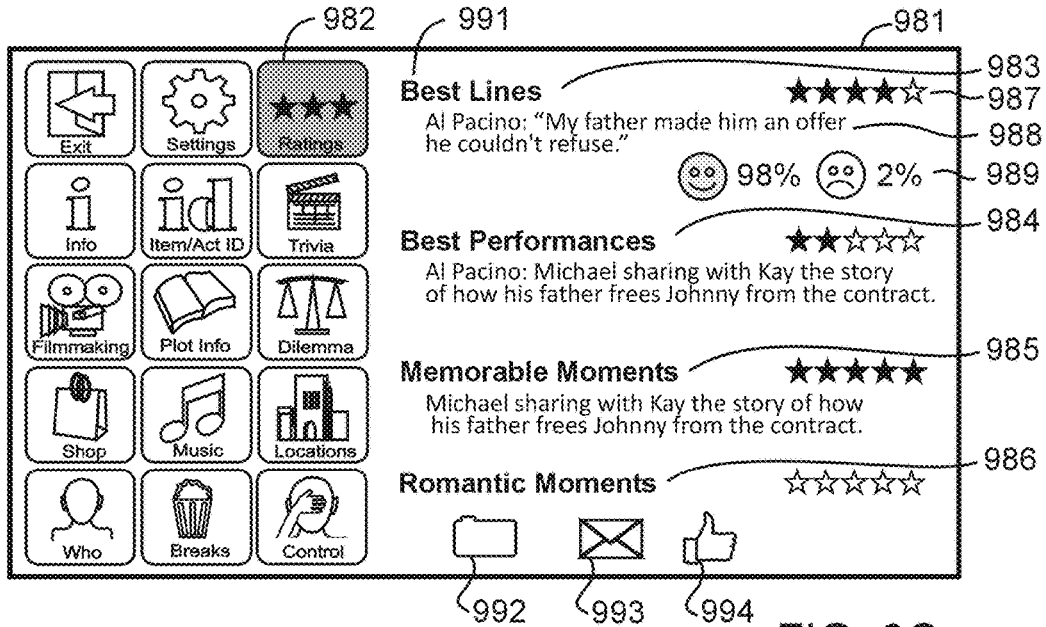 982 991 981
Best Lines 983
987
Al Pacino: “My father made him an offer 988
he couldn't refuse.”
98% 2% 989
984
Best Performances
Al Pacino: Michael sharing with Kay the story
of how his father frees Johnny from the contract.
985
Memorable Moments
Michael sharing with Kay the story of how
his father frees Johnny from the contract.
986
Romantic Moments
992 993 994
Exit Settings Ratings
i id
Info Item/Act ID Trivia
Filmmaking Plot Info Dilemma
Shop Music Locations
Who Breaks Control